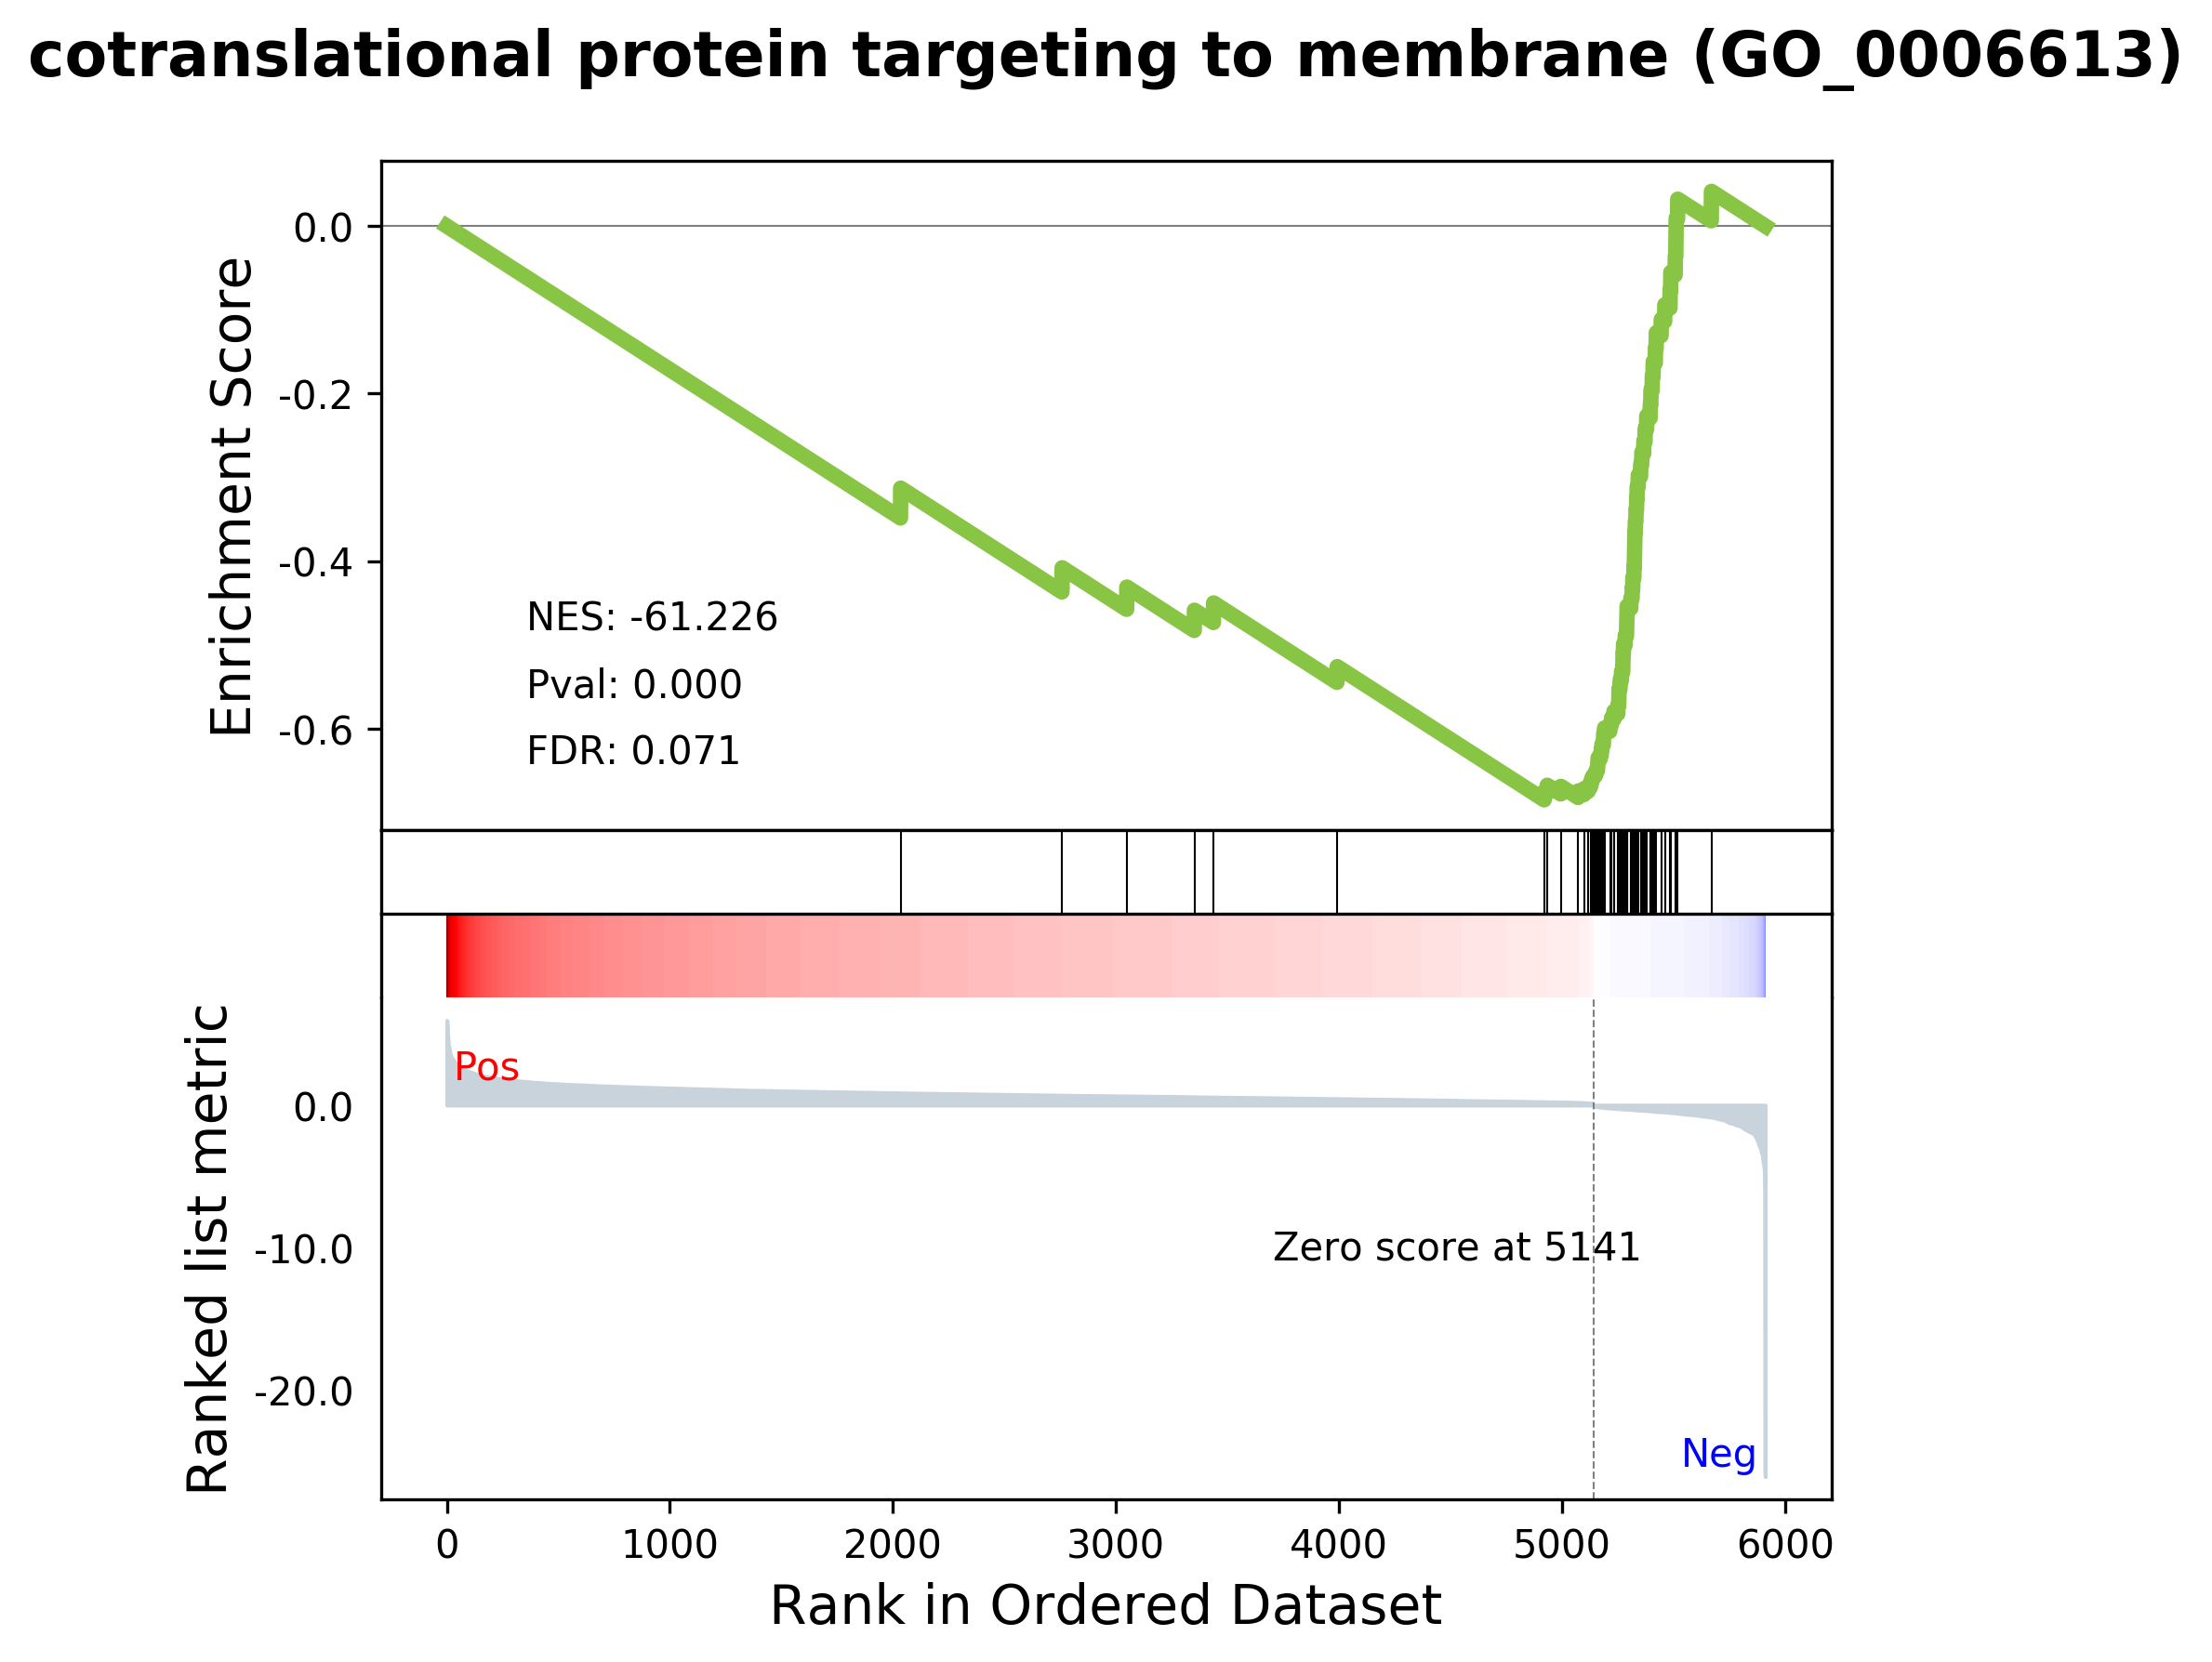 cotranslational protein targeting to membrane (GO_0006613)
Enrichment Score
0.0
-0.2
-0.4
-0.6
NES: -61.226
Pval: 0.000
FDR: 0.071
Ranked list metric
0.0
-10.0
-20.0
Pos
Zero score at 5141
Neg
0 1000 2000 3000 4000 5000 6000
Rank in Ordered Dataset